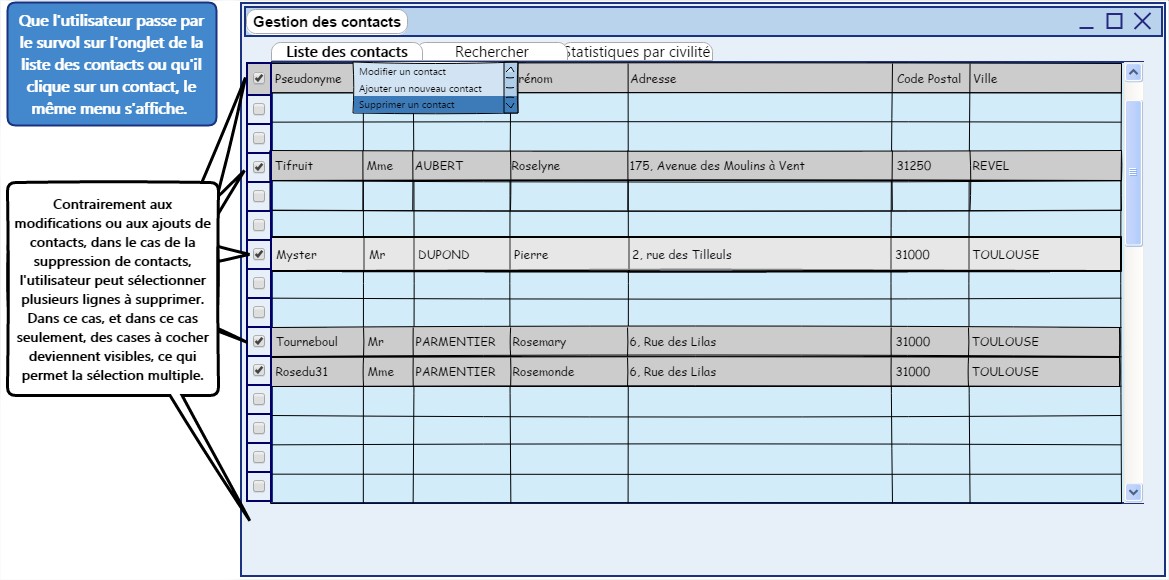 Que l'utilisateur passe par
le survol sur l'onglet de la
liste des contacts ou qu'il
clique sur un contact, le
même menu s'affiche.
Contrairement aux
modifications ou aux ajouts de
contacts, dans le cas de la
suppression de contacts,
l'utilisateur peut sélectionner
plusieurs lignes à supprimer.
Dans ce cas, et dans ce cas
seulement, des cases à cocher
deviennent visibles, ce qui
permet la sélection multiple.
Gestion des contacts
Liste des contacts Rechercher Statistiques par civilité
Modifier un contact
Ajouter un nouveau contact
Supprimer un contact
Pseudonyme rénom Adresse Code Postal Ville
Tifruit Mme AUBERT Roselyne 175, Avenue des Moulins à Vent 31250 REVEL
Myster Mr DUPOND Pierre 2, rue des Tilleuls 31000 TOULOUSE
Tourneboul Mr PARMENTIER Rosemary 6, Rue des Lilas 31000 TOULOUSE
Rosedu31 Mme PARMENTIER Rosemonde 6, Rue des Lilas 31000 TOULOUSE